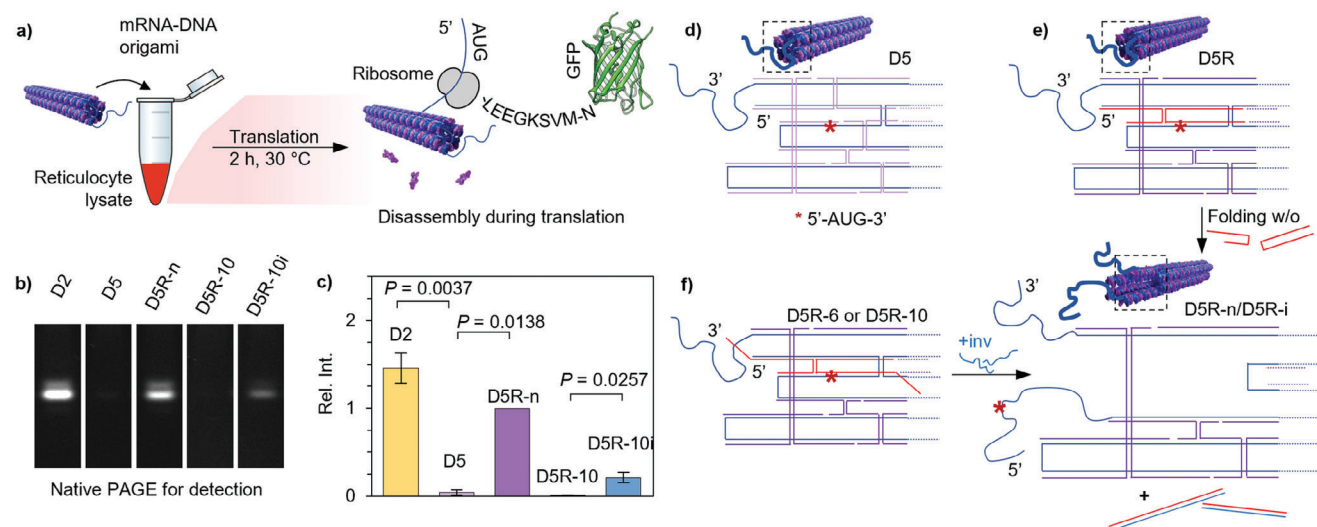 a)
mRNA-DNA
origami
Reticulocyte
lysate
Translation
2 h, 30 °C
5'
AUG
Ribosome
LEEGKSVM-N
GFP
Disassembly during translation
b)
D2
D5
D5R-n
D5R-10
D5R-10i
Native PAGE for detection
c)
Rel. Int.
2
1
0
P = 0.0037
P = 0.0138
P = 0.0257
D2
D5
D5R-n
D5R-10
D5R-10i
d)
D5
3'
5'
*
* 5'-AUG-3'
e)
D5R
3'
5'
*
Folding w/o
D5R-n/D5R-i
3'
*
5'
+
f)
D5R-6 or D5R-10
3'
5'
*
+inv